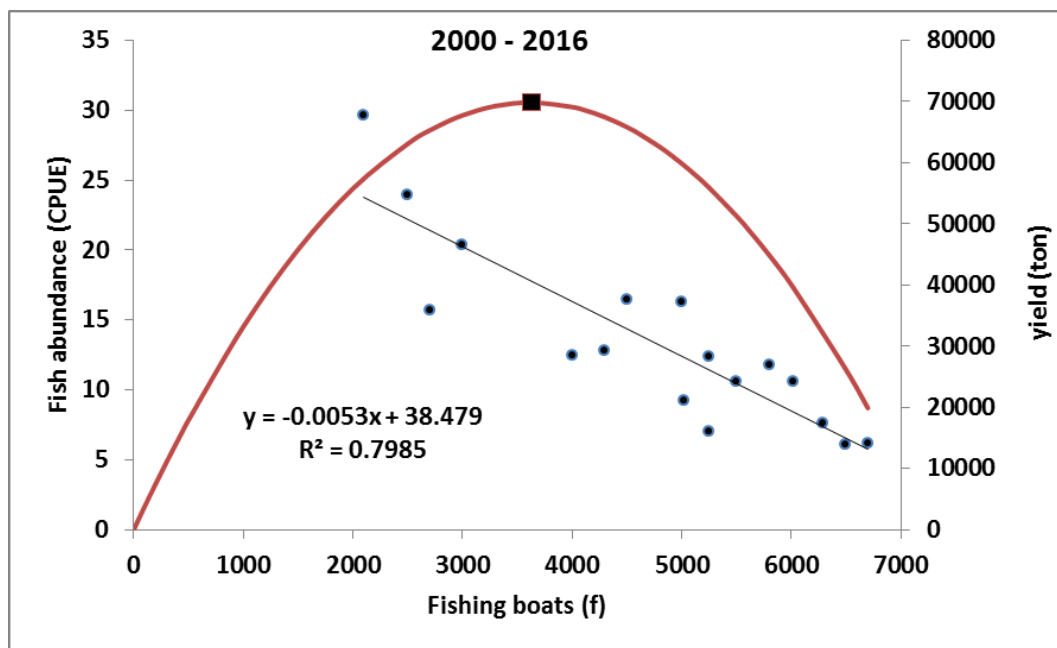 2000 - 2016
Fish abundance (CPUE)
35
30
25
20
15
10
5
0
80000
70000
60000
50000
40000
30000
20000
10000
0
yield (ton)
y = -0.0053x + 38.479
R² = 0.7985
0 1000 2000 3000 4000 5000 6000 7000
Fishing boats (f)